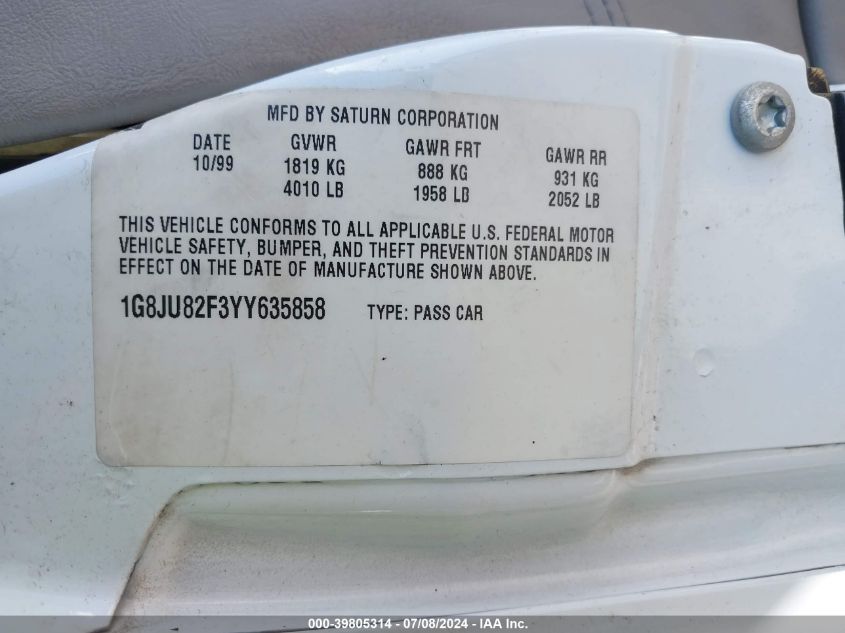 MFD BY SATURN CORPORATION
DATE GVWR GAWR FRT GAWR RR
10/99 1819 KG 888 KG 931 KG
4010 LB 1958 LB 2052 LB
THIS VEHICLE CONFORMS TO ALL APPLICABLE U.S. FEDERAL MOTOR
VEHICLE SAFETY, BUMPER, AND THEFT PREVENTION STANDARDS IN
EFFECT ON THE DATE OF MANUFACTURE SHOWN ABOVE.
1G8JU82F3YY635858 TYPE: PASS CAR
000-39805314 - 07/08/2024 - IAA Inc.